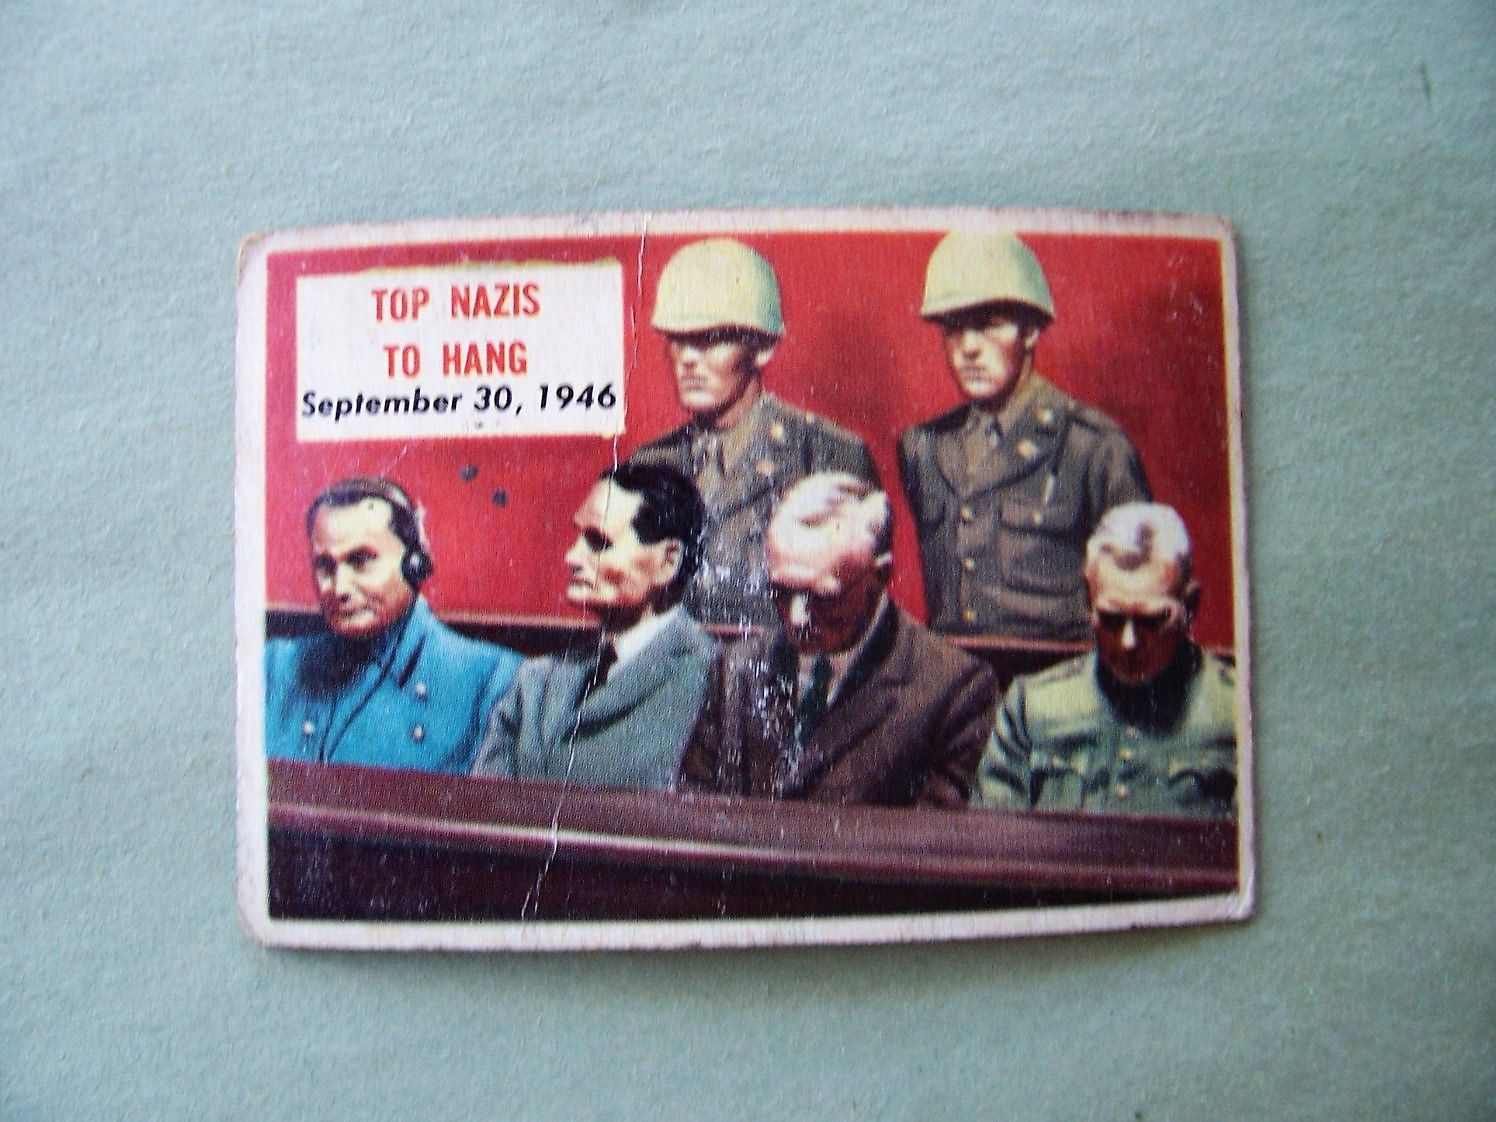 TOP NAZIS
TO HANG
September 30, 1946